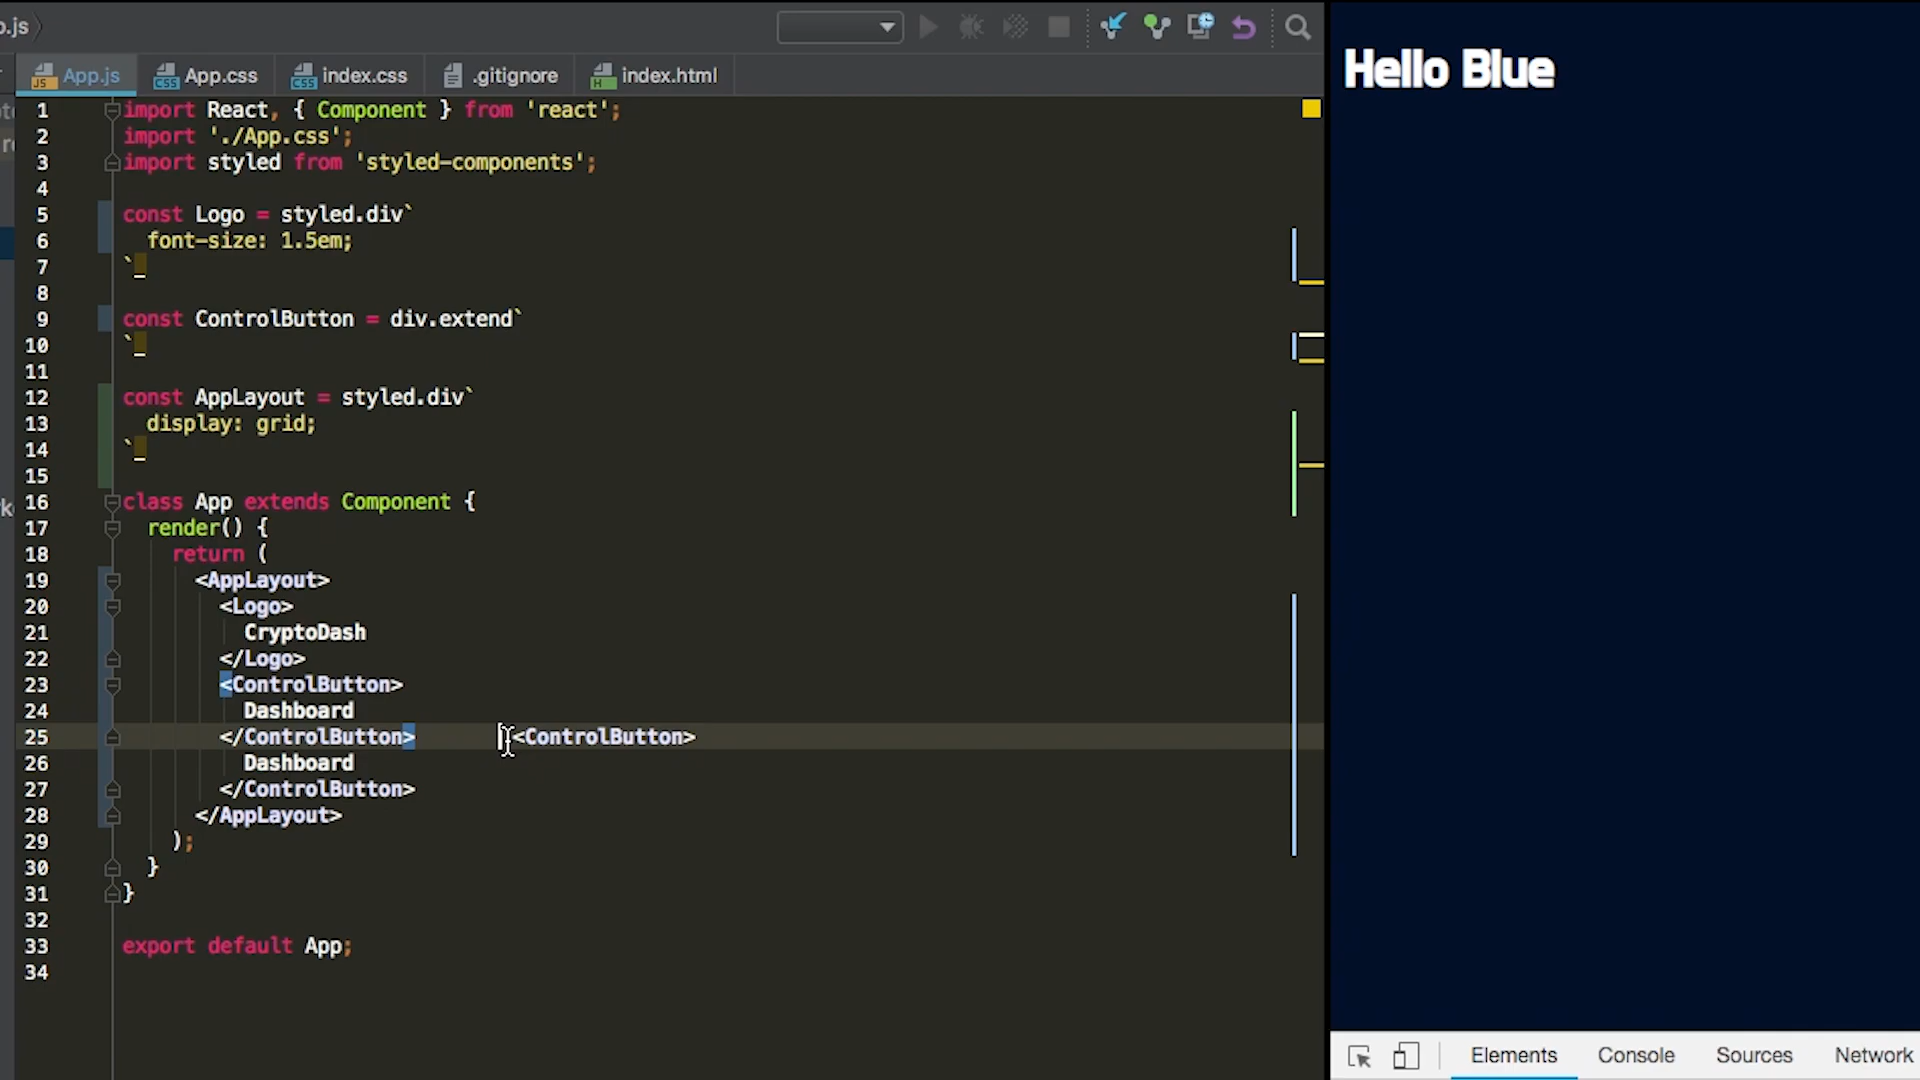 .js
App.js App.css index.css .gitignore index.html
1 import React, { Component } from 'react';
2 import './App.css';
3 import styled from 'styled-components';
4
5 const Logo = styled.div`
6 font-size: 1.5em;
7 `
8
9 const ControlButton = div.extend`
10 `
11
12 const AppLayout = styled.div`
13 display: grid;
14 `
15
16 class App extends Component {
17 render() {
18 return (
19 <AppLayout>
20 <Logo>
21 CryptoDash
22 </Logo>
23 <ControlButton>
24 Dashboard
25 </ControlButton> <ControlButton>
26 Dashboard
27 </ControlButton>
28 </AppLayout>
29 );
30 }
31 }
32
33 export default App;
34
Hello Blue
Elements Console Sources Network